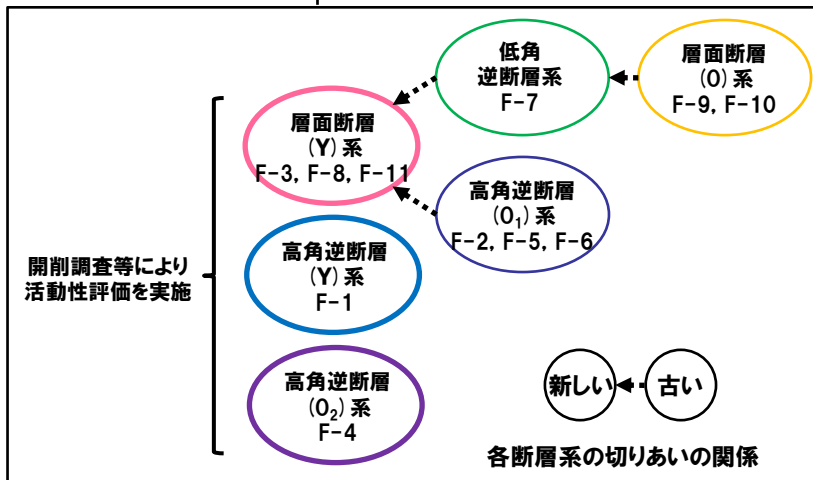 低角
逆断層系
F-7
層面断層
(O)系
F-9, F-10
層面断層
(Y)系
F-3, F-8, F-11
高角逆断層
(O₁)系
F-2, F-5, F-6
開削調査等により
活動性評価を実施
高角逆断層
(Y)系
F-1
高角逆断層
(O₂)系
F-4
新しい
古い
各断層系の切りあいの関係